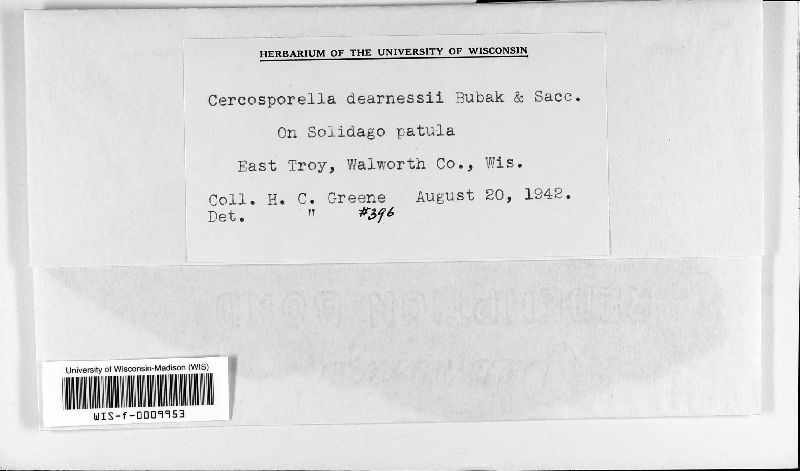 HERBARIUM OF THE UNIVERSITY OF WISCONSIN
Cercosporella dearnessii Bubak & Sacc.
On Solidago patula
East Troy, Walworth Co., Wis.
Coll. H. C. Greene August 20, 1942.
Det. " #396
University of Wisconsin-Madison (WIS)
WIS-f-0009953